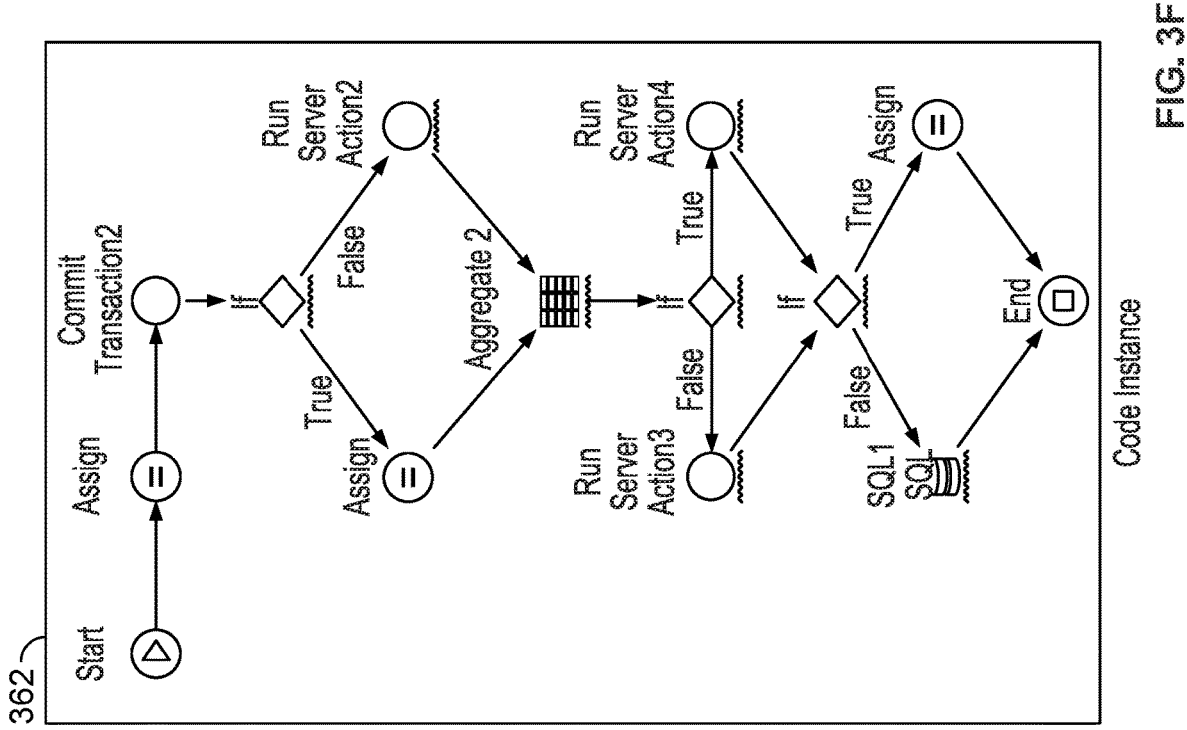 362
Start
Assign
Commit
Transaction2
If
True
False
Assign
Run
Server
Action2
Aggregate 2
If
False
True
Run
Server
Action3
Run
Server
Action4
If
False
True
SQL1
SQL
Assign
End
Code Instance
FIG. 3F